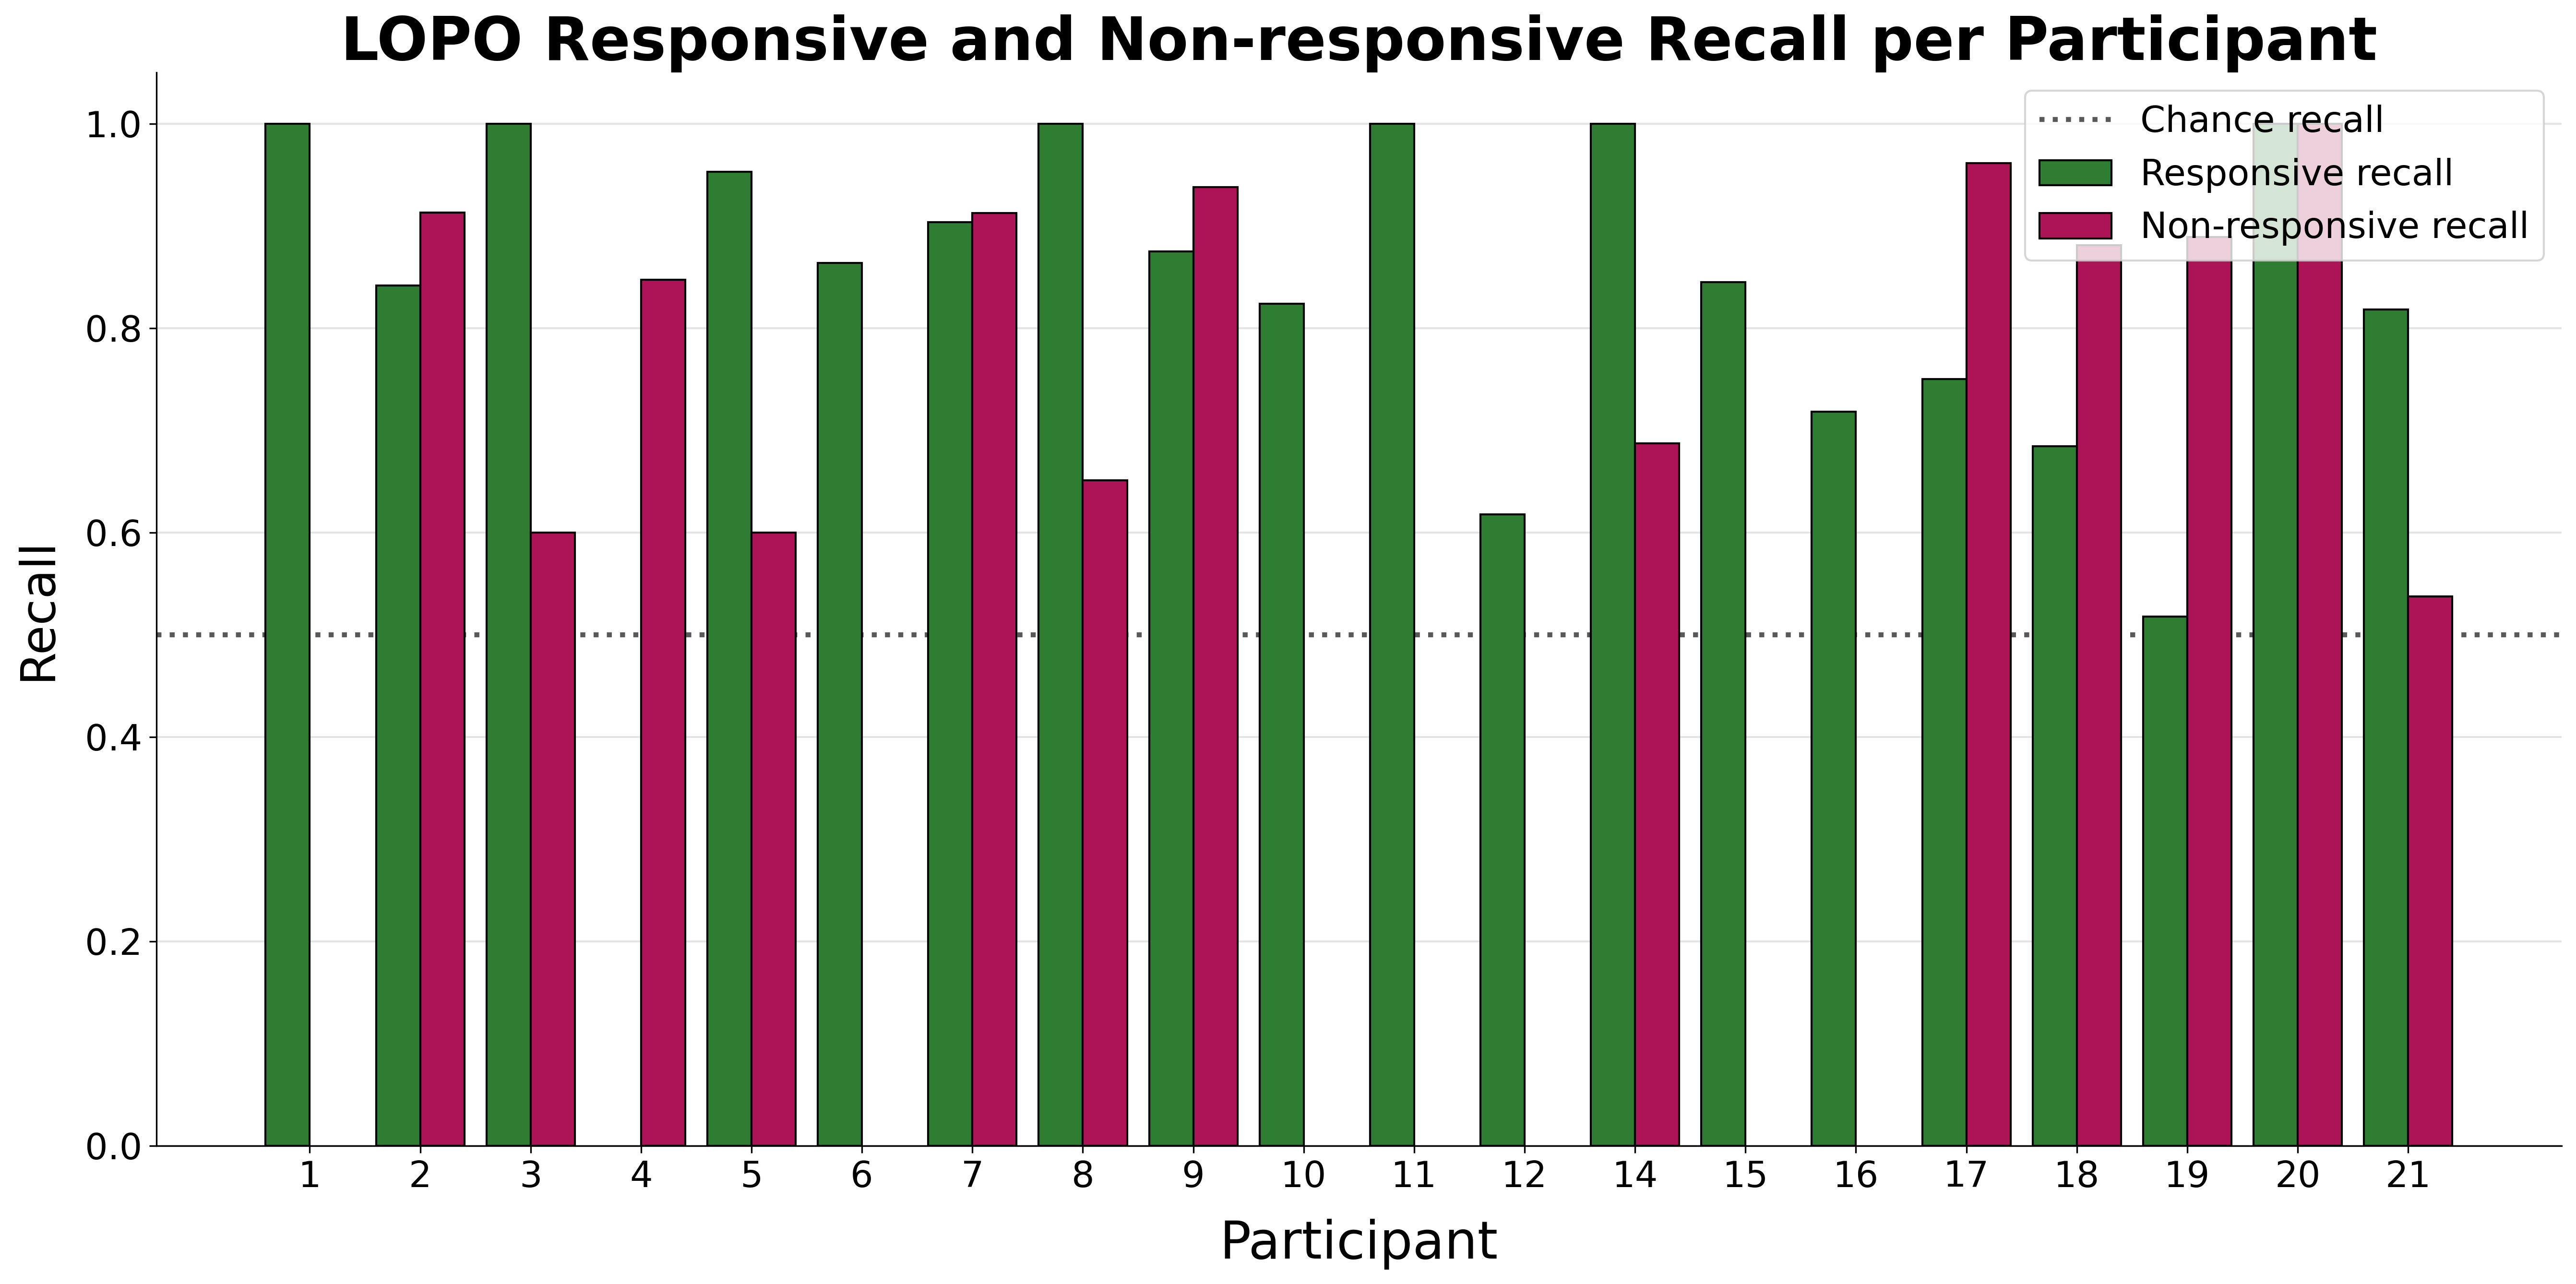 LOPO Responsive and Non-responsive Recall per Participant
Chance recall
Responsive recall
Non-responsive recall
1.0
0.8
0.6
0.4
0.2
0.0
Recall
1 2 3 4 5 6 7 8 9 10 11 12 14 15 16 17 18 19 20 21
Participant